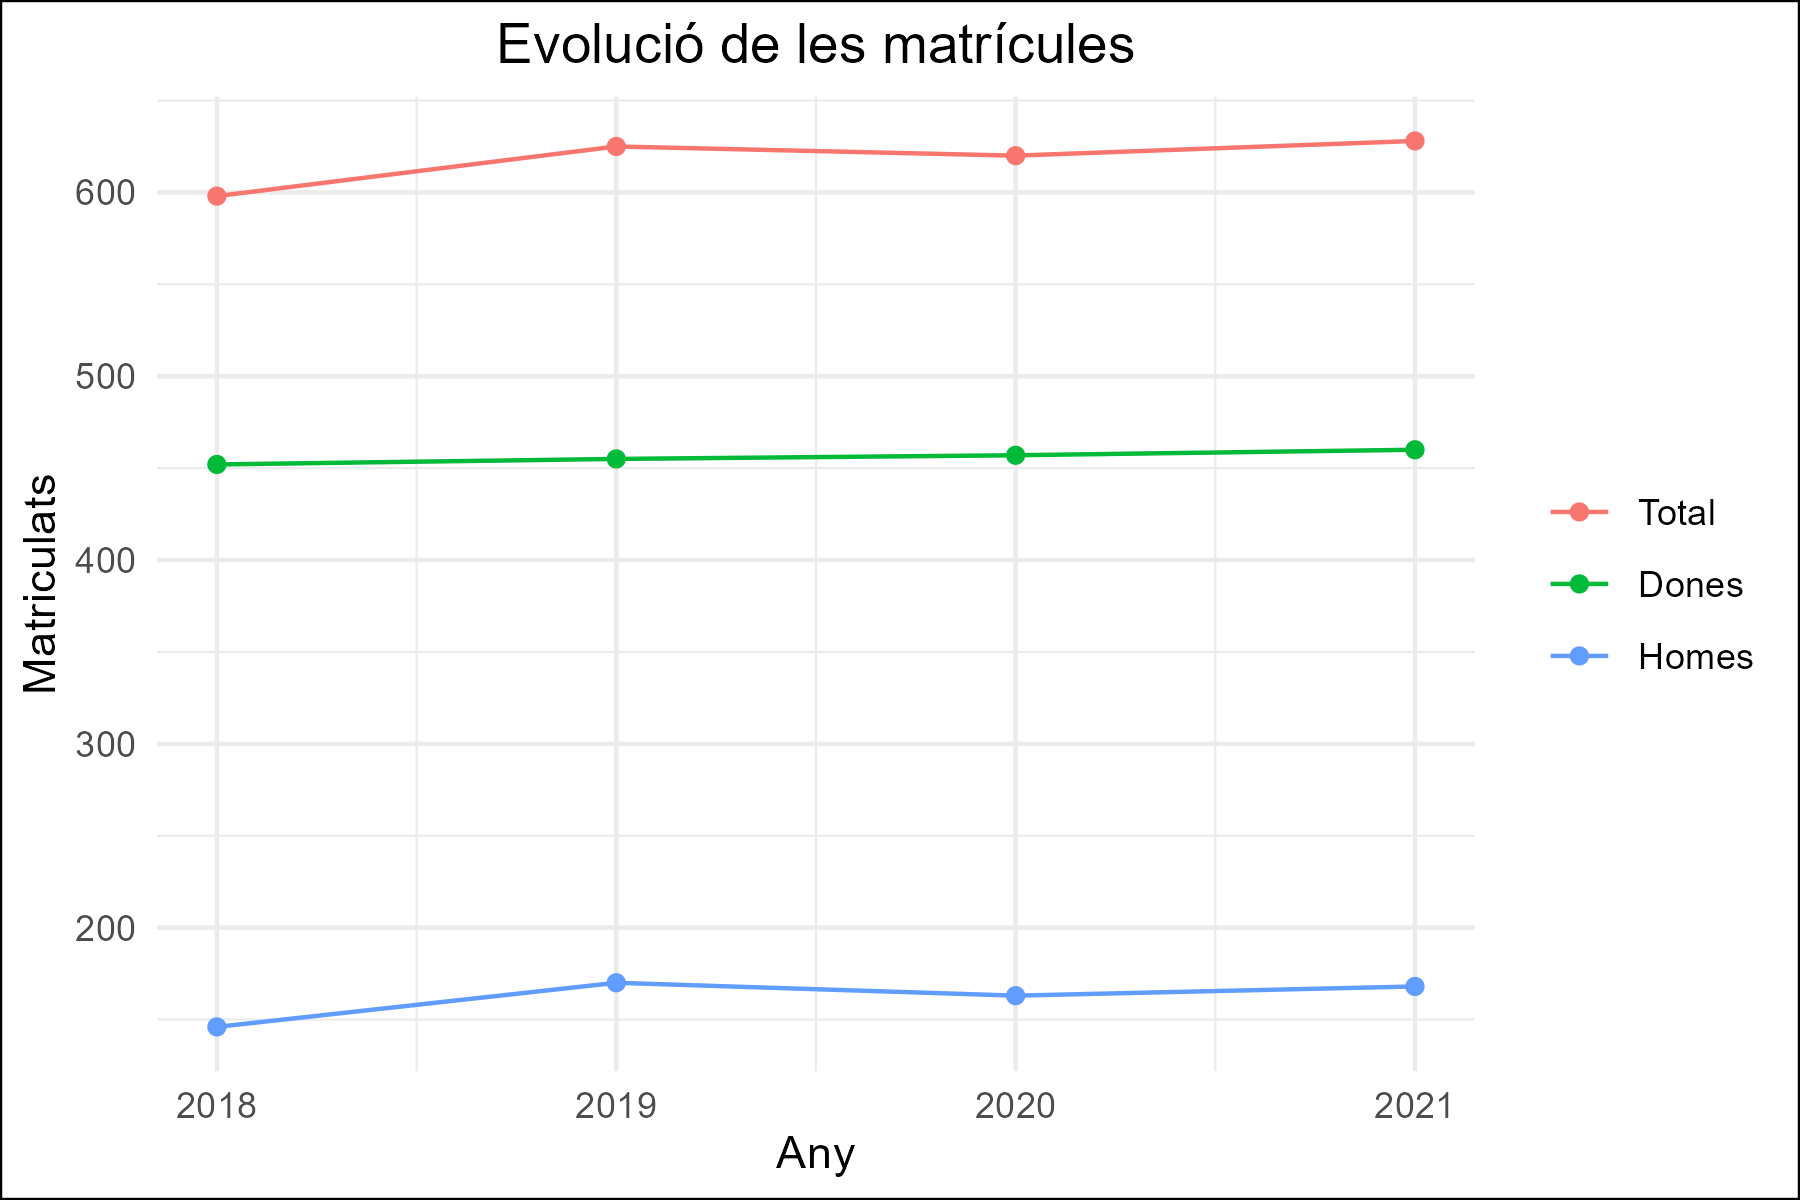 Evolució de les matrícules
Matriculats
600
500
400
300
200
2018 2019 2020 2021
Any
Total
Dones
Homes